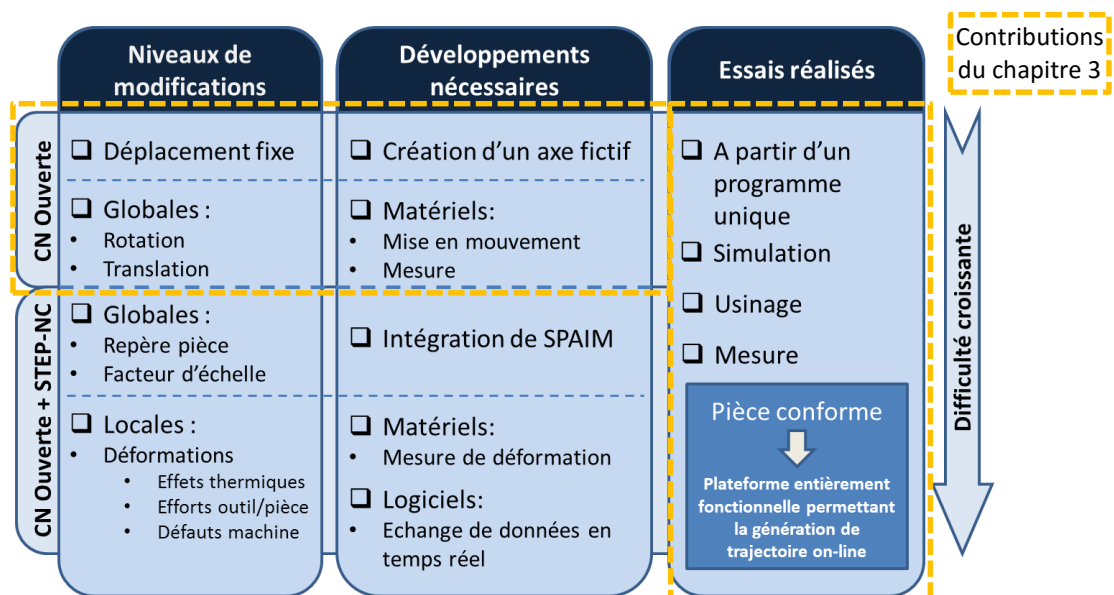 Niveaux de
modifications
Développements
nécessaires
Essais réalisés
Contributions
du chapitre 3
CN Ouverte
❑ Déplacement fixe
❑ Globales :
• Rotation
• Translation
❑ Création d’un axe fictif
❑ Matériels:
• Mise en mouvement
• Mesure
CN Ouverte + STEP-NC
❑ Globales :
• Repère pièce
• Facteur d’échelle
❑ Locales :
• Déformations
• Effets thermiques
• Efforts outil/pièce
• Défauts machine
❑ Intégration de SPAIM
❑ Matériels:
• Mesure de déformation
❑ Logiciels:
• Echange de données en
temps réel
❑ A partir d’un
programme
unique
❑ Simulation
❑ Usinage
❑ Mesure
Pièce conforme
Plateforme entièrement
fonctionnelle permettant
la génération de
trajectoire on-line
Difficulté croissante